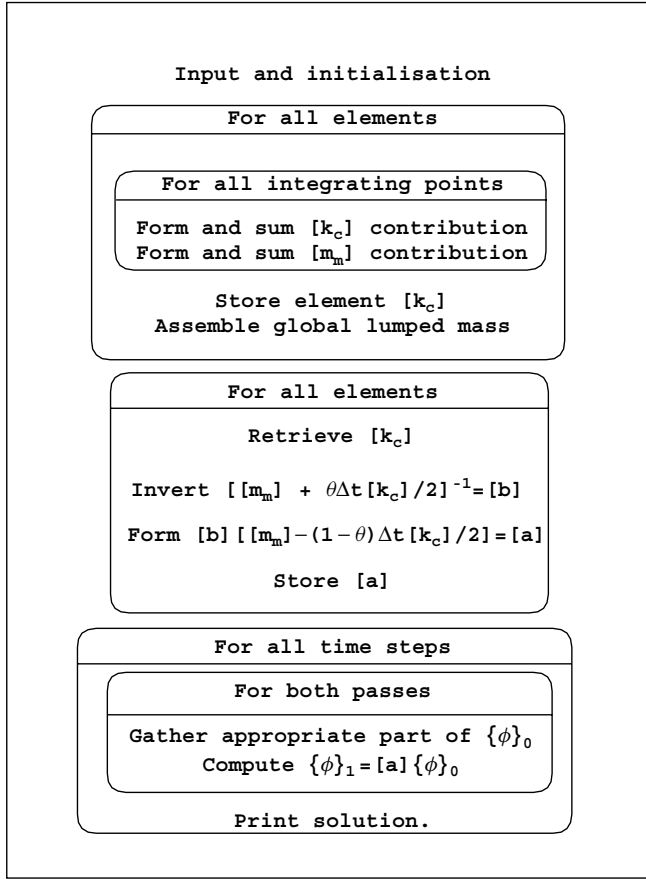 Input and initialisation
For all elements
For all integrating points
Form and sum [k_c] contribution
Form and sum [m_m] contribution
Store element [k_c]
Assemble global lumped mass
For all elements
Retrieve [k_c]
Invert [[m_m] + θΔt[k_c]/2]^-1=[b]
Form [b][[m_m]−(1−θ)Δt[k_c]/2]=[a]
Store [a]
For all time steps
For both passes
Gather appropriate part of {ϕ}_0
Compute {ϕ}_1=[a]{ϕ}_0
Print solution.